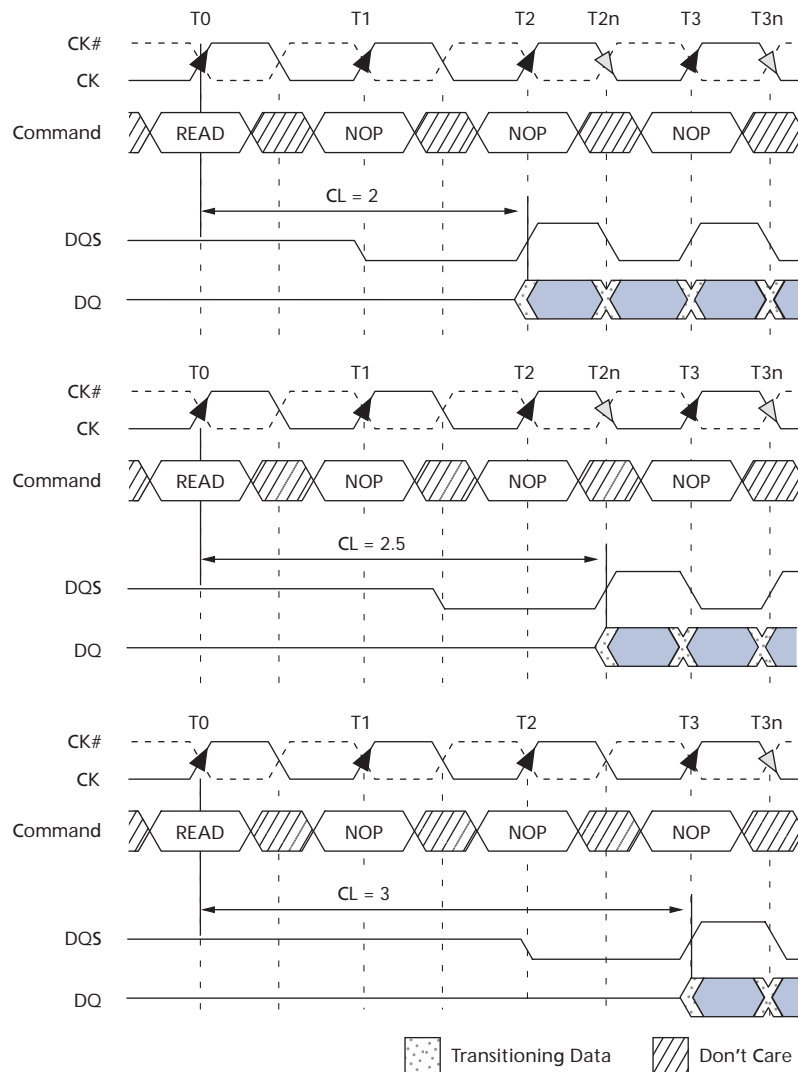 T0 T1 T2 T2n T3 T3n
CK#
CK
Command READ NOP NOP NOP
CL = 2
DQS
DQ
T0 T1 T2 T2n T3 T3n
CK#
CK
Command READ NOP NOP NOP
CL = 2.5
DQS
DQ
T0 T1 T2 T3 T3n
CK#
CK
Command READ NOP NOP NOP
CL = 3
DQS
DQ
Transitioning Data Don't Care